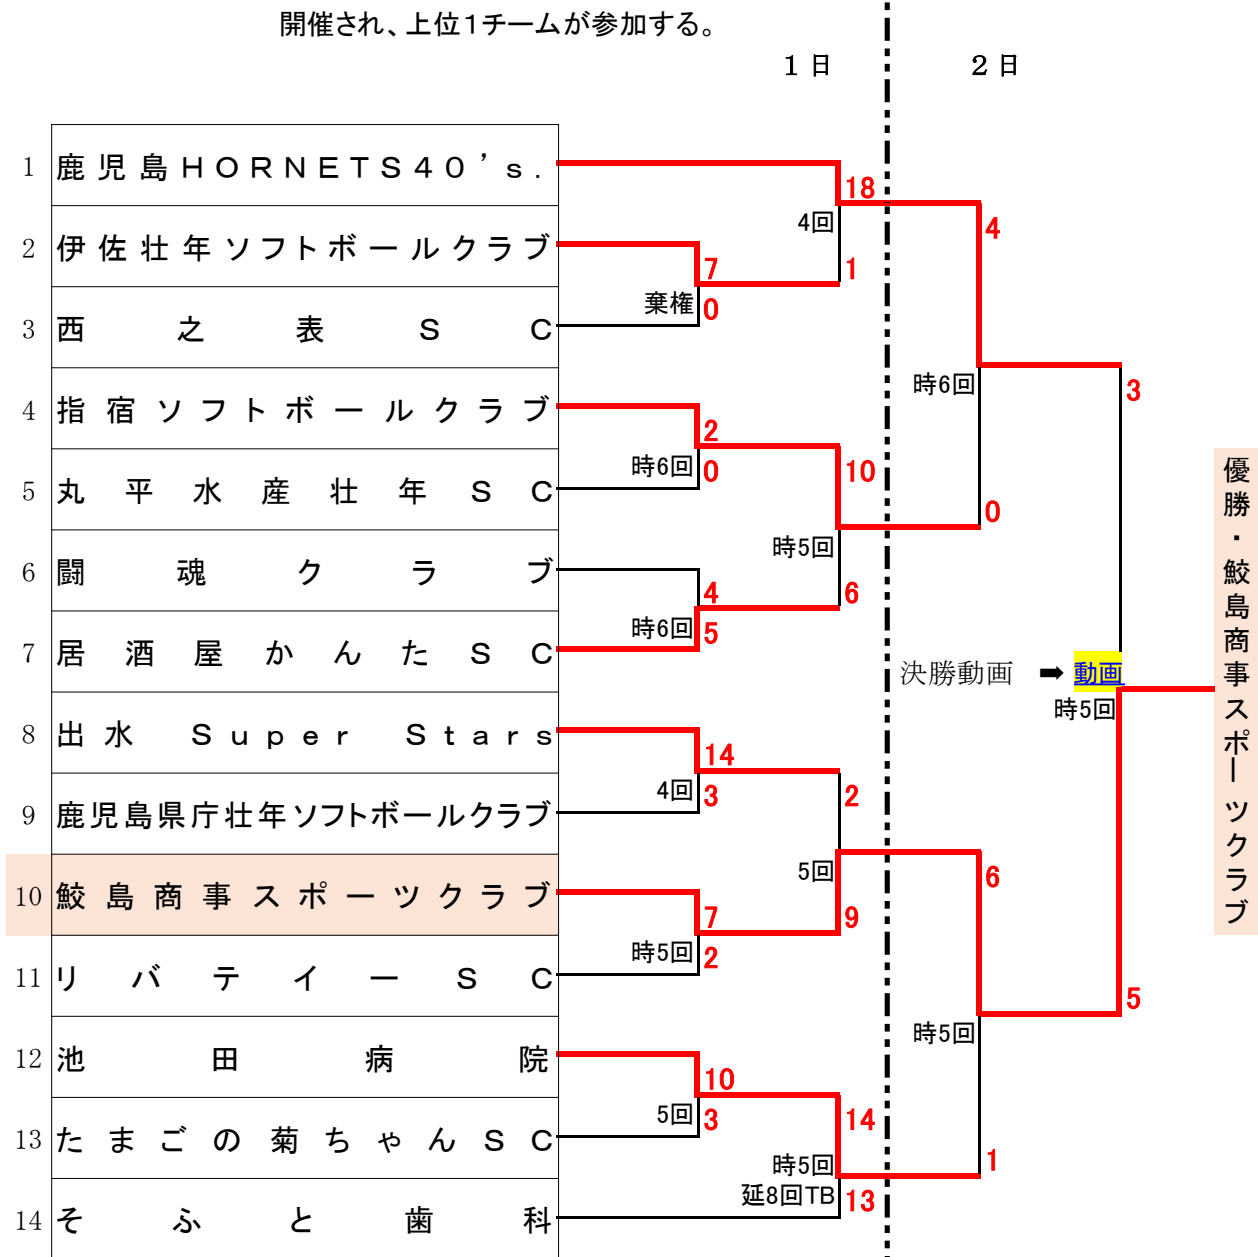 開催され、上位1チームが参加する。
1日
2日
1 鹿児島HORNETS40's.
2 伊佐壮年ソフトボールクラブ
3 西之表SC
4 指宿ソフトボールクラブ
5 丸平水産壮年SC
6 闘魂クラブ
7 居酒屋かんたSC
8 出水 Super Stars
9 鹿児島県庁壮年ソフトボールクラブ
10 鮫島商事スポーツクラブ
11 リバテイーSC
12 池田病院
13 たまごの菊ちゃんSC
14 そふと歯科
7
棄権 0
2
時6回 0
4
時6回 5
14
4回 3
7
時5回 2
10
5回 3
18
4回
1
10
時5回
6
2
5回
9
14
時5回
延8回TB 13
4
時6回
0
6
時5回
1
3
決勝動画 ➡ 動画
時5回
5
優勝・鮫島商事スポーツクラブ